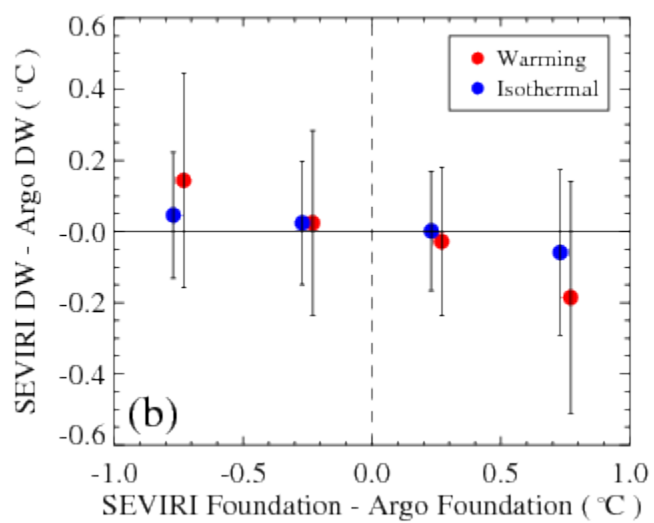 0.6
Warming
Isothermal
0.4
0.2
-0.0
-0.2
-0.4
-0.6
SEVIRI DW - Argo DW ( °C )
(b)
-1.0 -0.5 0.0 0.5 1.0
SEVIRI Foundation - Argo Foundation ( °C )